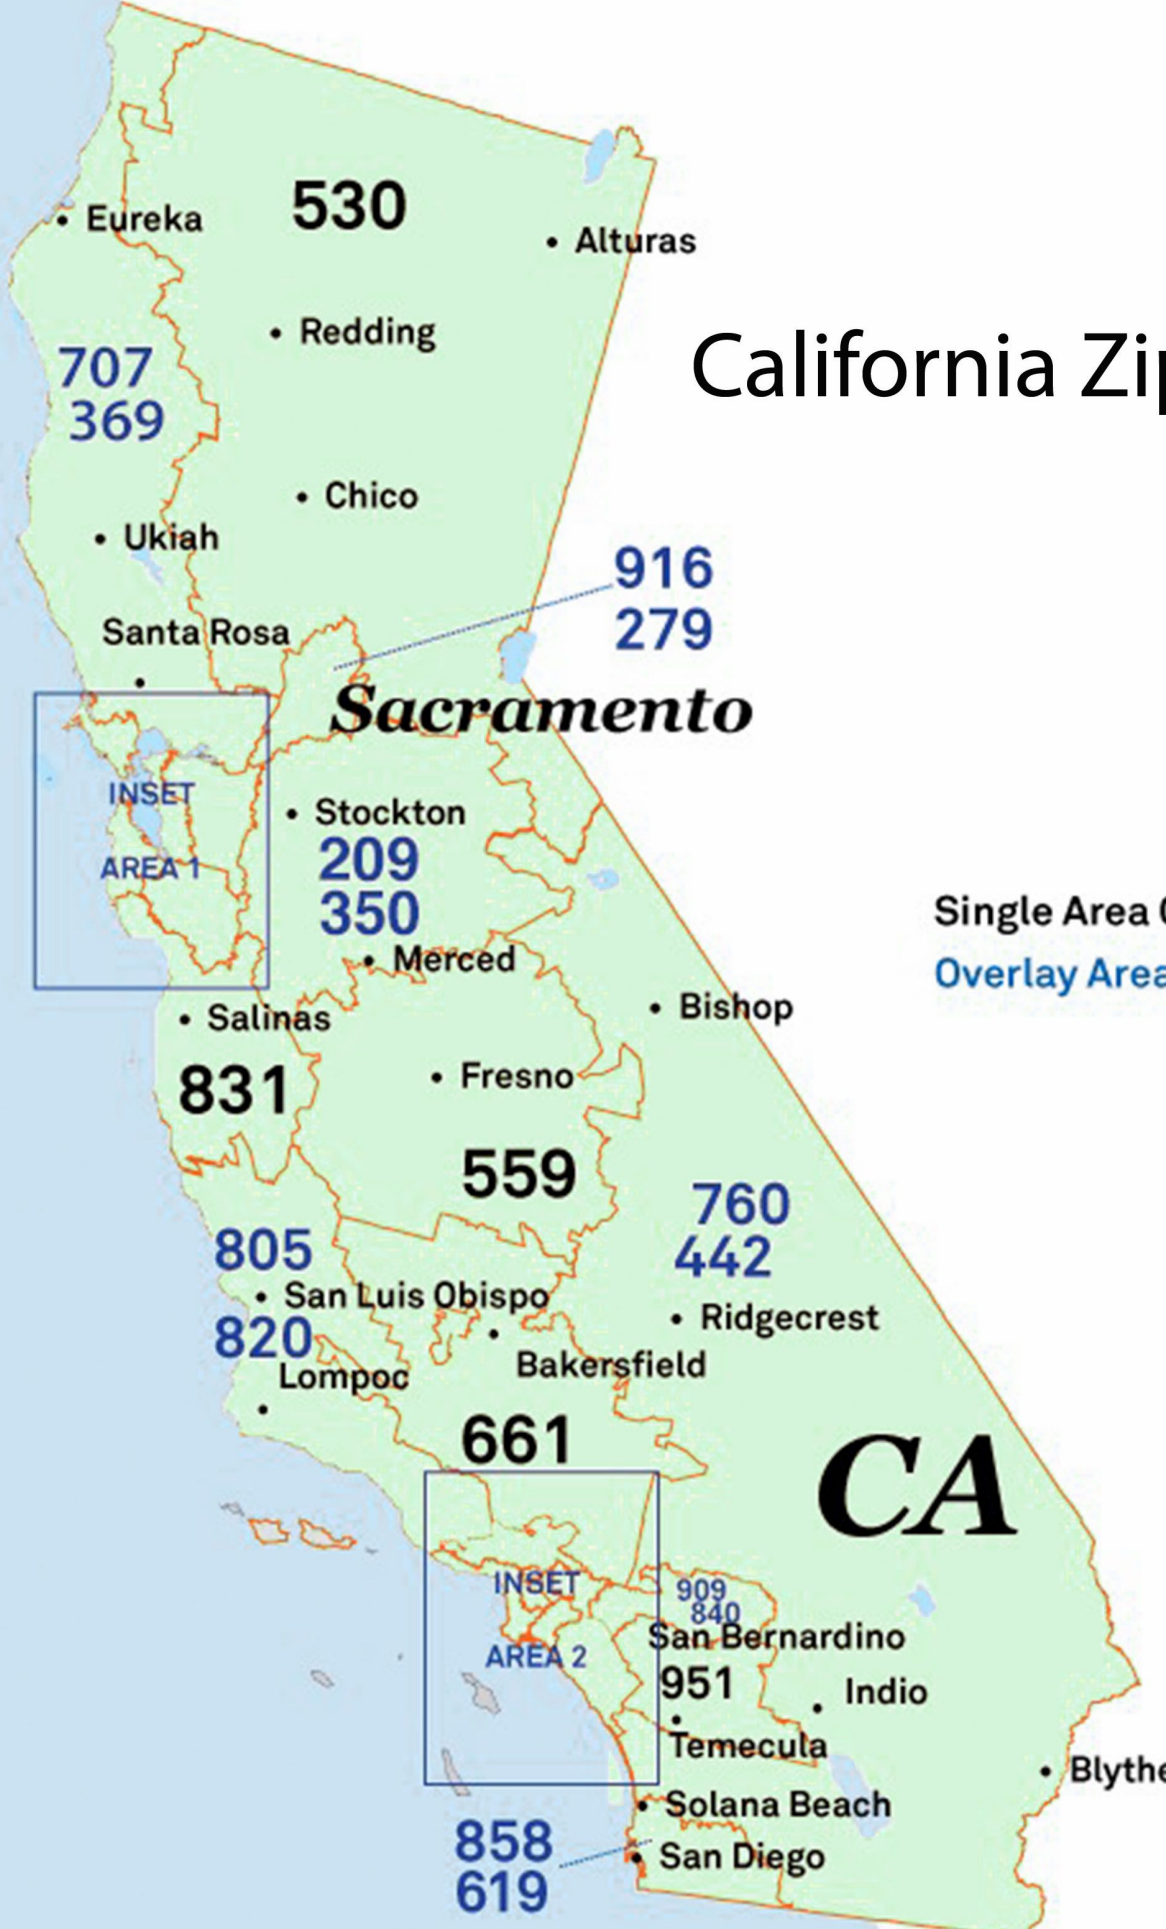 530
Eureka
Alturas
Redding
California Zip
707
369
Chico
Ukiah
916
279
Santa Rosa
Sacramento
INSET
AREA 1
Stockton
209
350
Single Area
Overlay Area
Merced
Bishop
Salinas
831
Fresno
559
760
442
805
San Luis Obispo
820
Ridgecrest
Bakersfield
Lompoc
661
CA
INSET
AREA 2
909
840
San Bernardino
951
Indio
Temecula
Blythe
Solana Beach
858
619
San Diego